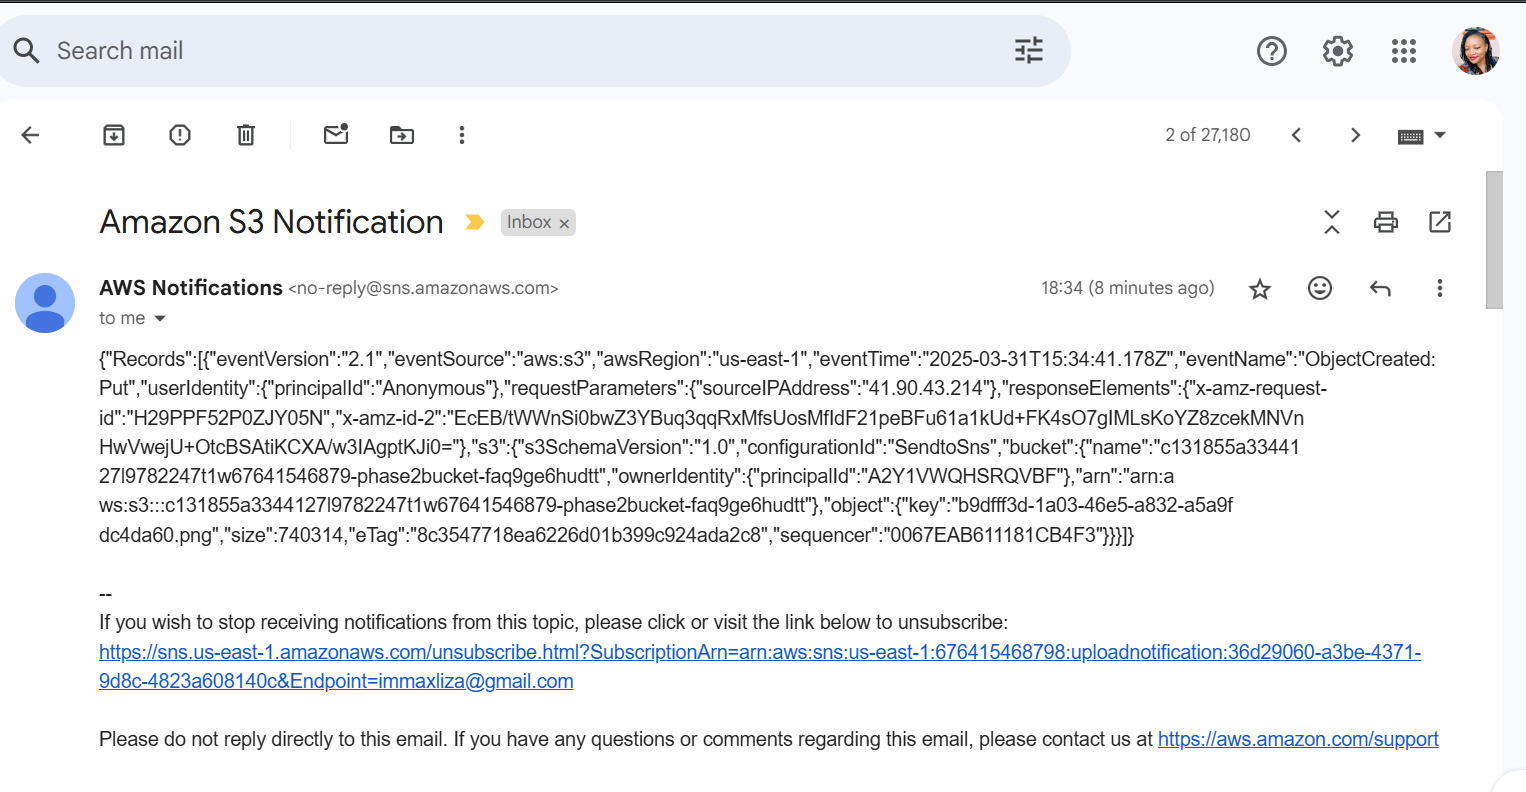 Search mail
2 of 27,180
Amazon S3 Notification
Inbox ×
AWS Notifications <no-reply@sns.amazonaws.com>
18:34 (8 minutes ago)
to me
{"Records":[{"eventVersion":"2.1","eventSource":"aws:s3","awsRegion":"us-east-1","eventTime":"2025-03-31T15:34:41.178Z","eventName":"ObjectCreated:
Put","userIdentity":{"principalId":"Anonymous"},"requestParameters":{"sourceIPAddress":"41.90.43.214"},"responseElements":{"x-amz-request-
id":"H29PPF52P0ZJY05N","x-amz-id-2":"EcEB/tWWnSi0bwZ3YBuq3qqRxMfsUosMfIdF21peBFu61a1kUd+FK4sO7gIMLsKoYZ8zcekMNVn
HwVwejU+OtcBSAtiKCXA/w3IAgptKJi0="},"s3":{"s3SchemaVersion":"1.0","configurationId":"SendtoSns","bucket":{"name":"c131855a33441
27l9782247t1w67641546879-phase2bucket-faq9ge6hudtt","ownerIdentity":{"principalId":"A2Y1VWQHSRQVBF"},"arn":"arn:a
ws:s3:::c131855a3344127l9782247t1w67641546879-phase2bucket-faq9ge6hudtt"},"object":{"key":"b9dfff3d-1a03-46e5-a832-a5a9f
dc4da60.png","size":740314,"eTag":"8c3547718ea6226d01b399c924ada2c8","sequencer":"0067EAB611181CB4F3"}}}]}
--
If you wish to stop receiving notifications from this topic, please click or visit the link below to unsubscribe:
https://sns.us-east-1.amazonaws.com/unsubscribe.html?SubscriptionArn=arn:aws:sns:us-east-1:676415468798:uploadnotification:36d29060-a3be-4371-
9d8c-4823a608140c&Endpoint=immaxliza@gmail.com
Please do not reply directly to this email. If you have any questions or comments regarding this email, please contact us at https://aws.amazon.com/support